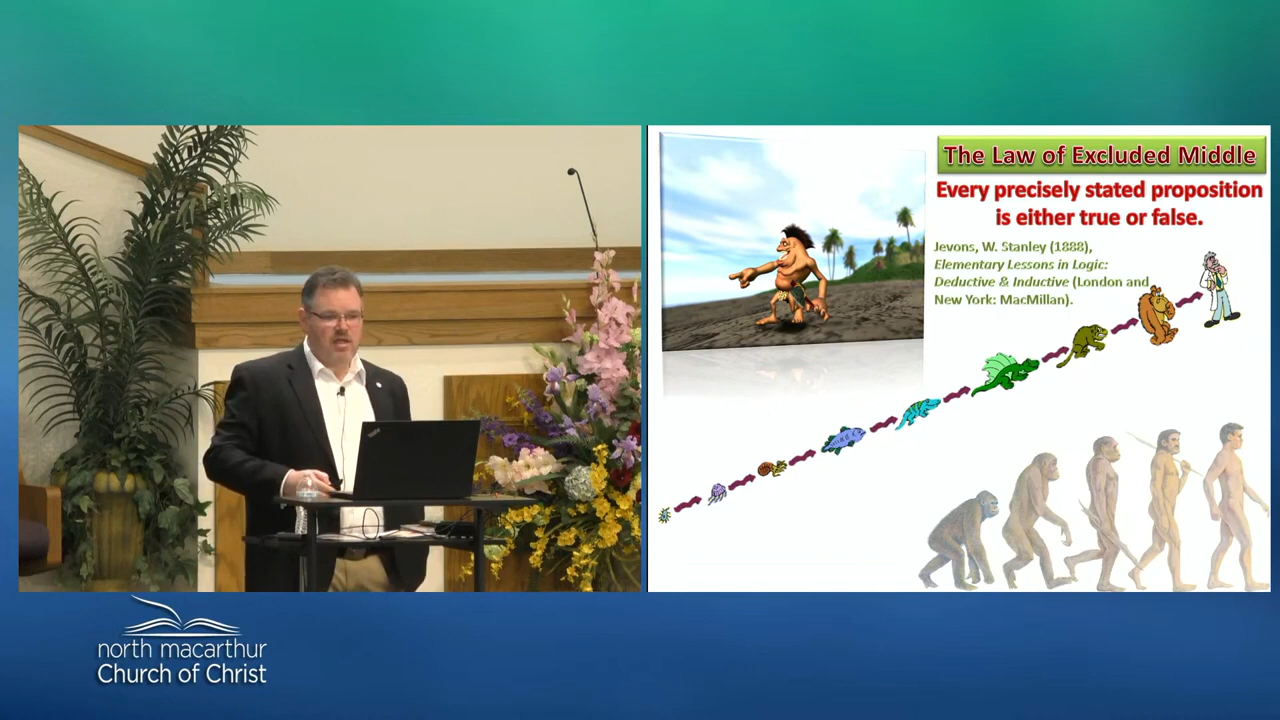 The Law of Excluded Middle
Every precisely stated proposition
is either true or false.
Jevons, W. Stanley (1888),
Elementary Lessons in Logic:
Deductive & Inductive (London and
New York: MacMillan).
ThinkPad
north macarthur
Church of Christ